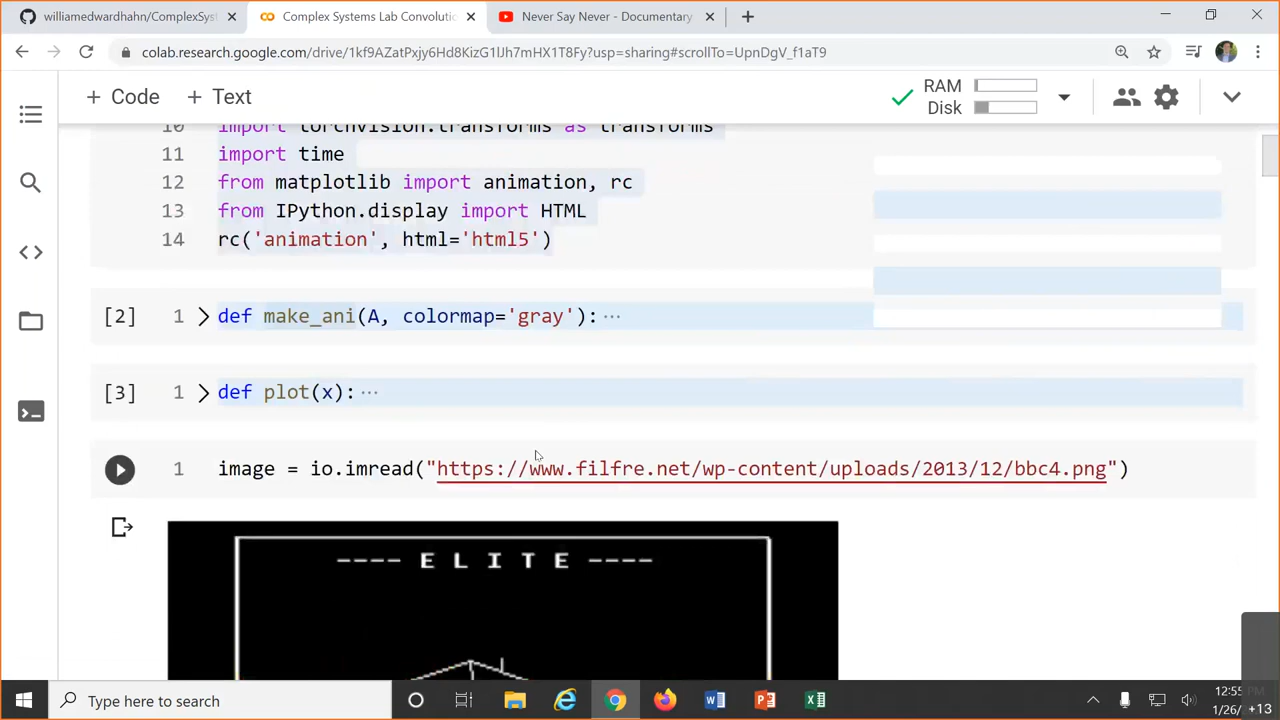 williamedwardhahn/ComplexSys
Complex Systems Lab Convolutio
Never Say Never - Documentary
colab.research.google.com/drive/1kf9AZatPxjy6Hd8KizG1lJh7mHX1T8Fy?usp=sharing#scrollTo=UpnDgV_f1aT9
+ Code + Text
RAM
Disk
10 import torchvision.transforms as transforms
11 import time
12 from matplotlib import animation, rc
13 from IPython.display import HTML
14 rc('animation', html='html5')
[2] 1 def make_ani(A, colormap='gray'): ...
[3] 1 def plot(x): ...
1 image = io.imread("https://www.filfre.net/wp-content/uploads/2013/12/bbc4.png")
---- E L I T E ----
Type here to search
12:55 PM
1/26/
+13